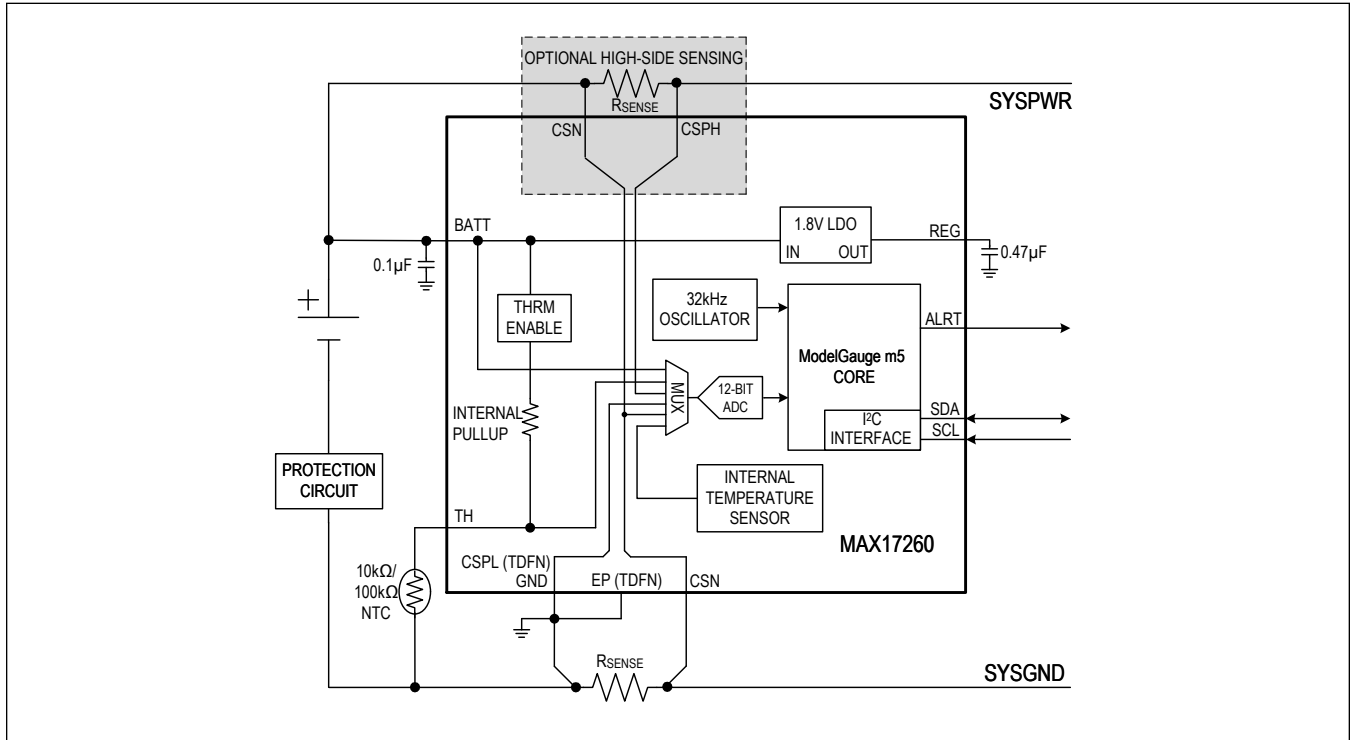 OPTIONAL HIGH-SIDE SENSING
RSENSE
SYSPWR
CSN
CSPH
BATT
1.8V LDO
IN OUT
REG
0.1µF
0.47µF
THRM
ENABLE
32kHz
OSCILLATOR
ALRT
ModelGauge m5
CORE
MUX
12-BIT
ADC
INTERNAL
PULLUP
SDA
I²C
INTERFACE
SCL
+
PROTECTION
CIRCUIT
INTERNAL
TEMPERATURE
SENSOR
TH
MAX17260
CSPL (TDFN)
GND
EP (TDFN)
CSN
10kΩ/
100kΩ
NTC
RSENSE
SYSGND